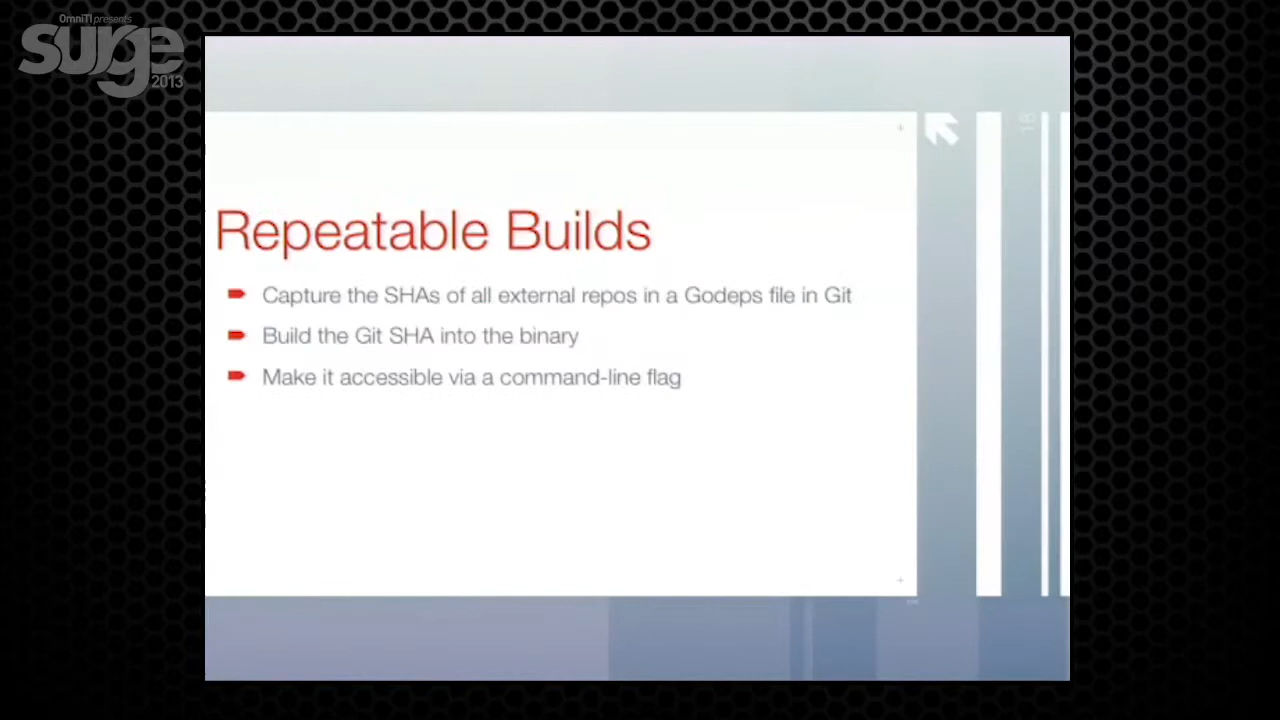 OmniTI presents
surge
2013
18
Repeatable Builds
Capture the SHAs of all external repos in a Godeps file in Git
Build the Git SHA into the binary
Make it accessible via a command-line flag